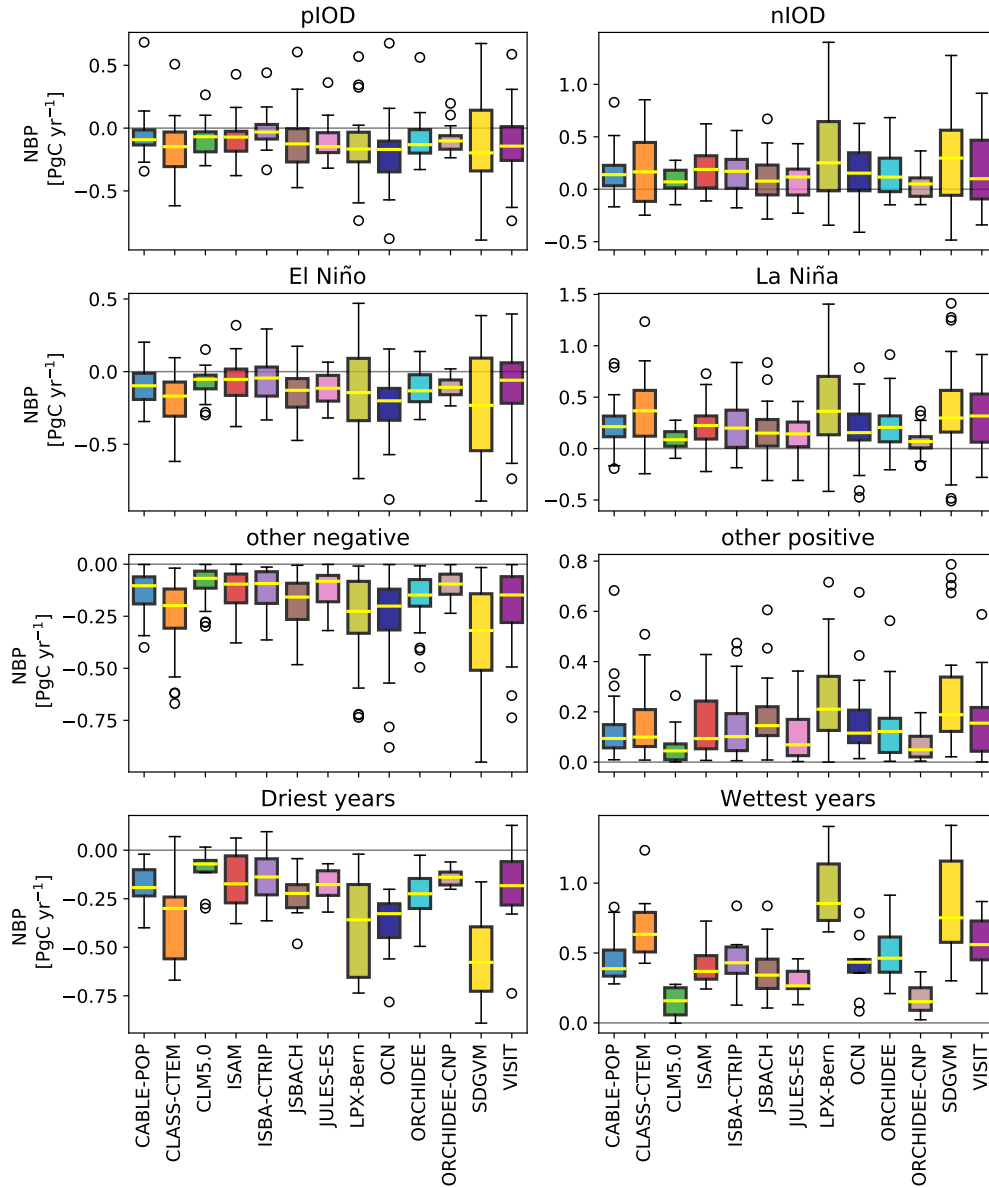 pIOD
nIOD
NBP
[PgC yr⁻¹]
0.5
0.0
−0.5
1.0
0.5
0.0
−0.5
El Niño
La Niña
NBP
[PgC yr⁻¹]
0.5
0.0
−0.5
1.5
1.0
0.5
0.0
−0.5
other negative
other positive
NBP
[PgC yr⁻¹]
0.00
−0.25
−0.50
−0.75
0.8
0.6
0.4
0.2
0.0
Driest years
Wettest years
NBP
[PgC yr⁻¹]
0.00
−0.25
−0.50
−0.75
1.0
0.5
0.0
CABLE-POP
CLASS-CTEM
CLM5.0
ISAM
ISBA-CTRIP
JSBACH
JULES-ES
LPX-Bern
OCN
ORCHIDEE
ORCHIDEE-CNP
SDGVM
VISIT
CABLE-POP
CLASS-CTEM
CLM5.0
ISAM
ISBA-CTRIP
JSBACH
JULES-ES
LPX-Bern
OCN
ORCHIDEE
ORCHIDEE-CNP
SDGVM
VISIT